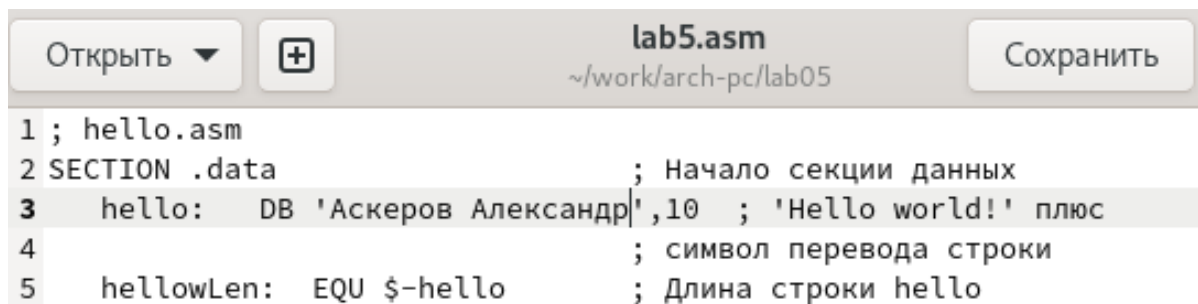 Открыть
lab5.asm
Сохранить
~/work/arch-pc/lab05
1 ; hello.asm
2 SECTION .data ; Начало секции данных
3 hello: DB 'Аскеров Александр',10 ; 'Hello world!' плюс
4 ; символ перевода строки
5 hellowLen: EQU $-hello ; Длина строки hello